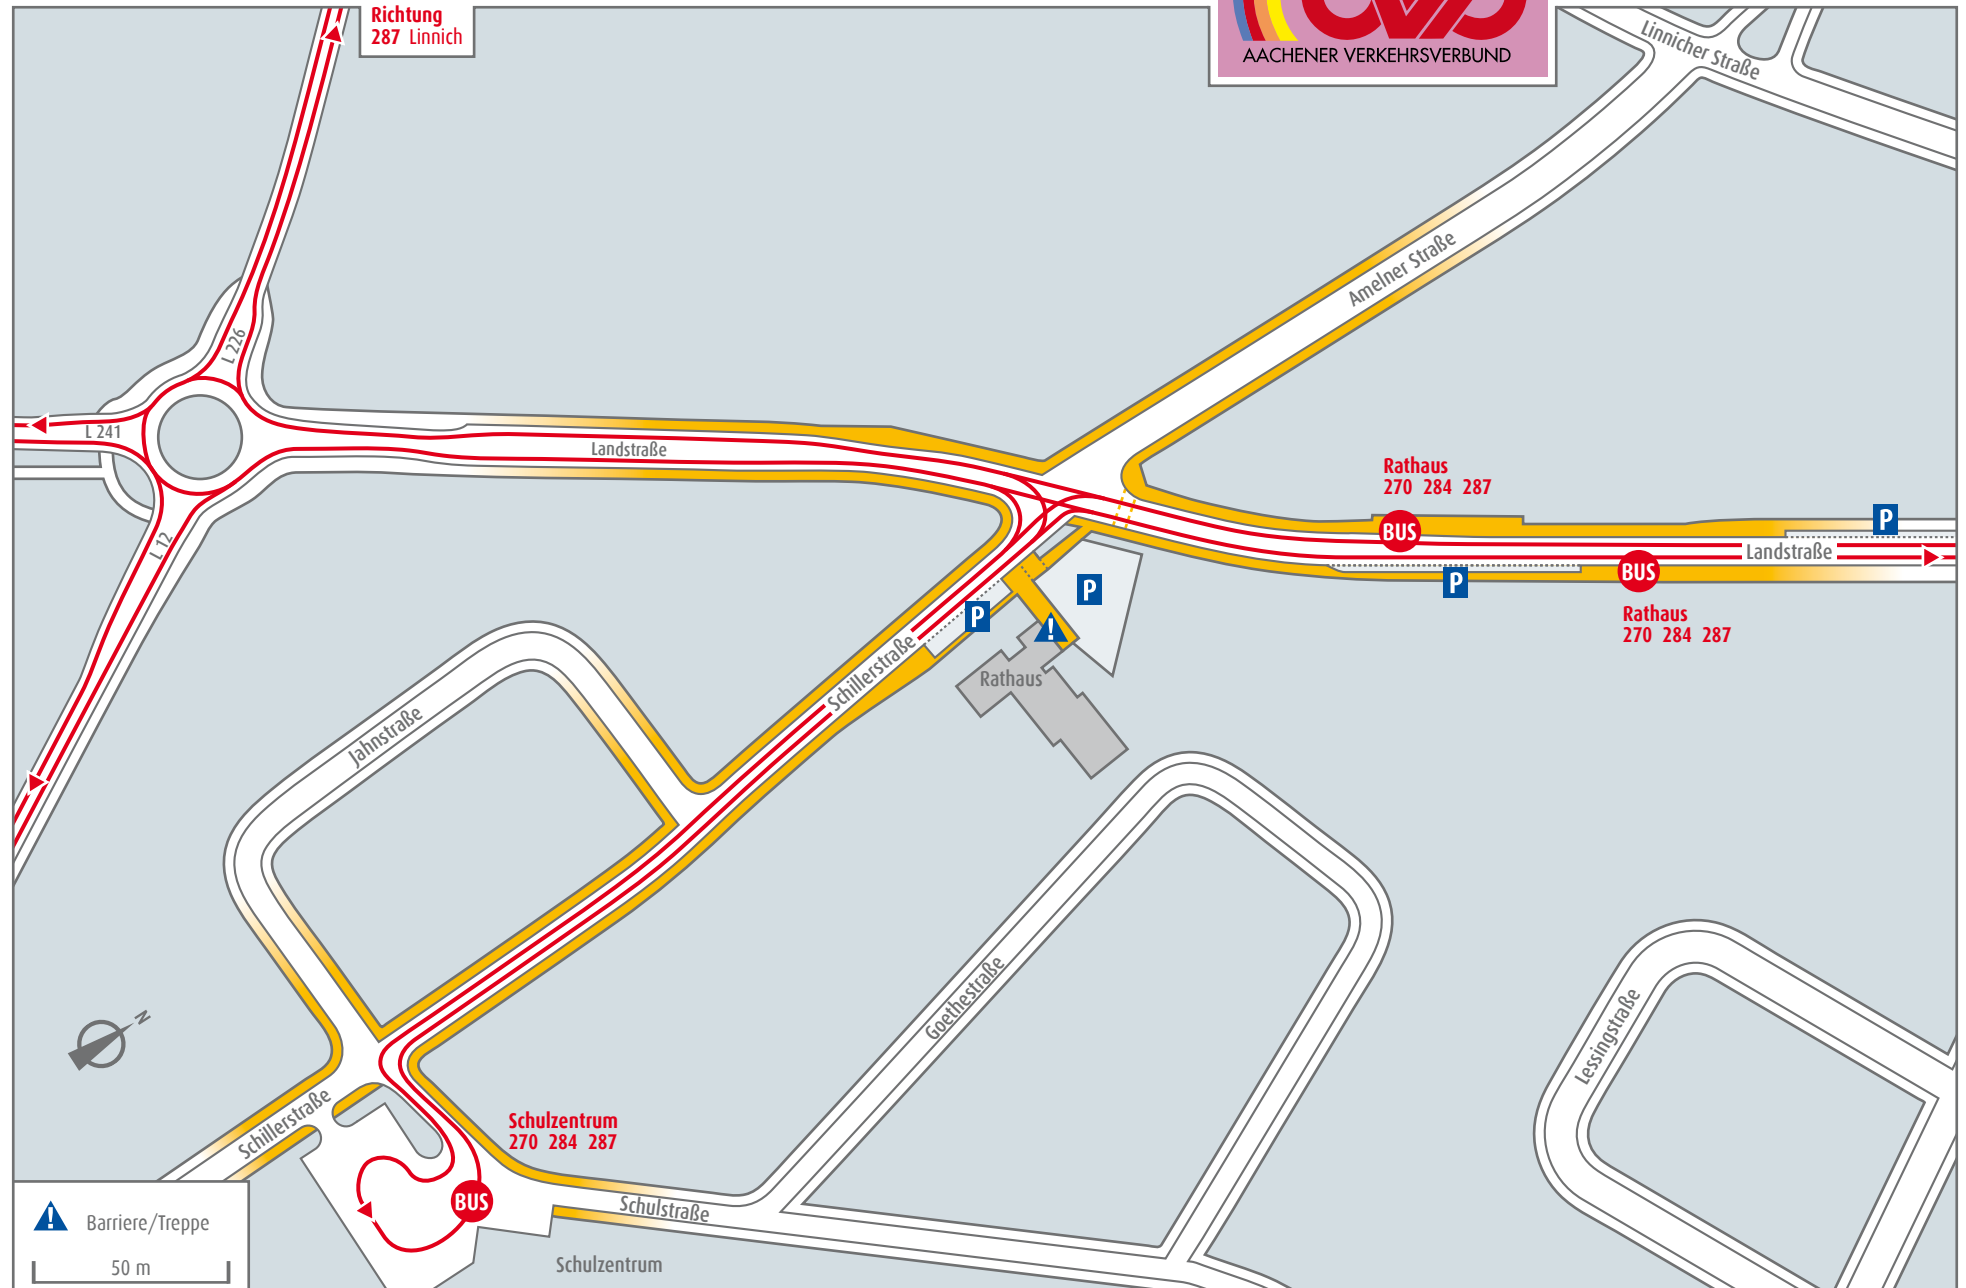 Richtung
287 Linnich
AACHENER VERKEHRSVERBUND
Linnicher Straße
Amelner Straße
L 226
L 241
L 12
Landstraße
Rathaus
270 284 287
BUS
P
Landstraße
P
BUS
Rathaus
270 284 287
P
P
!
Rathaus
Schillerstraße
Jahnstraße
Goethestraße
Lessingstraße
N
Schillerstraße
Schulzentrum
270 284 287
BUS
Schulstraße
Schulzentrum
! Barriere/Treppe
50 m